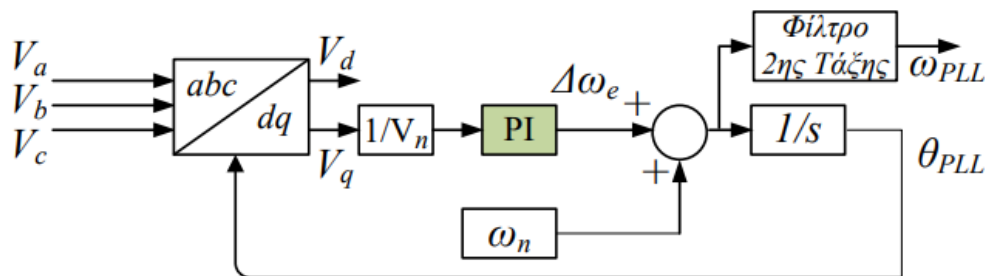 V_a
V_b
V_c
abc
dq
V_d
V_q
1/V_n
PI
Δω_e
+
+
ω_n
Φίλτρο
2ης Τάξης
ω_PLL
1/s
θ_PLL